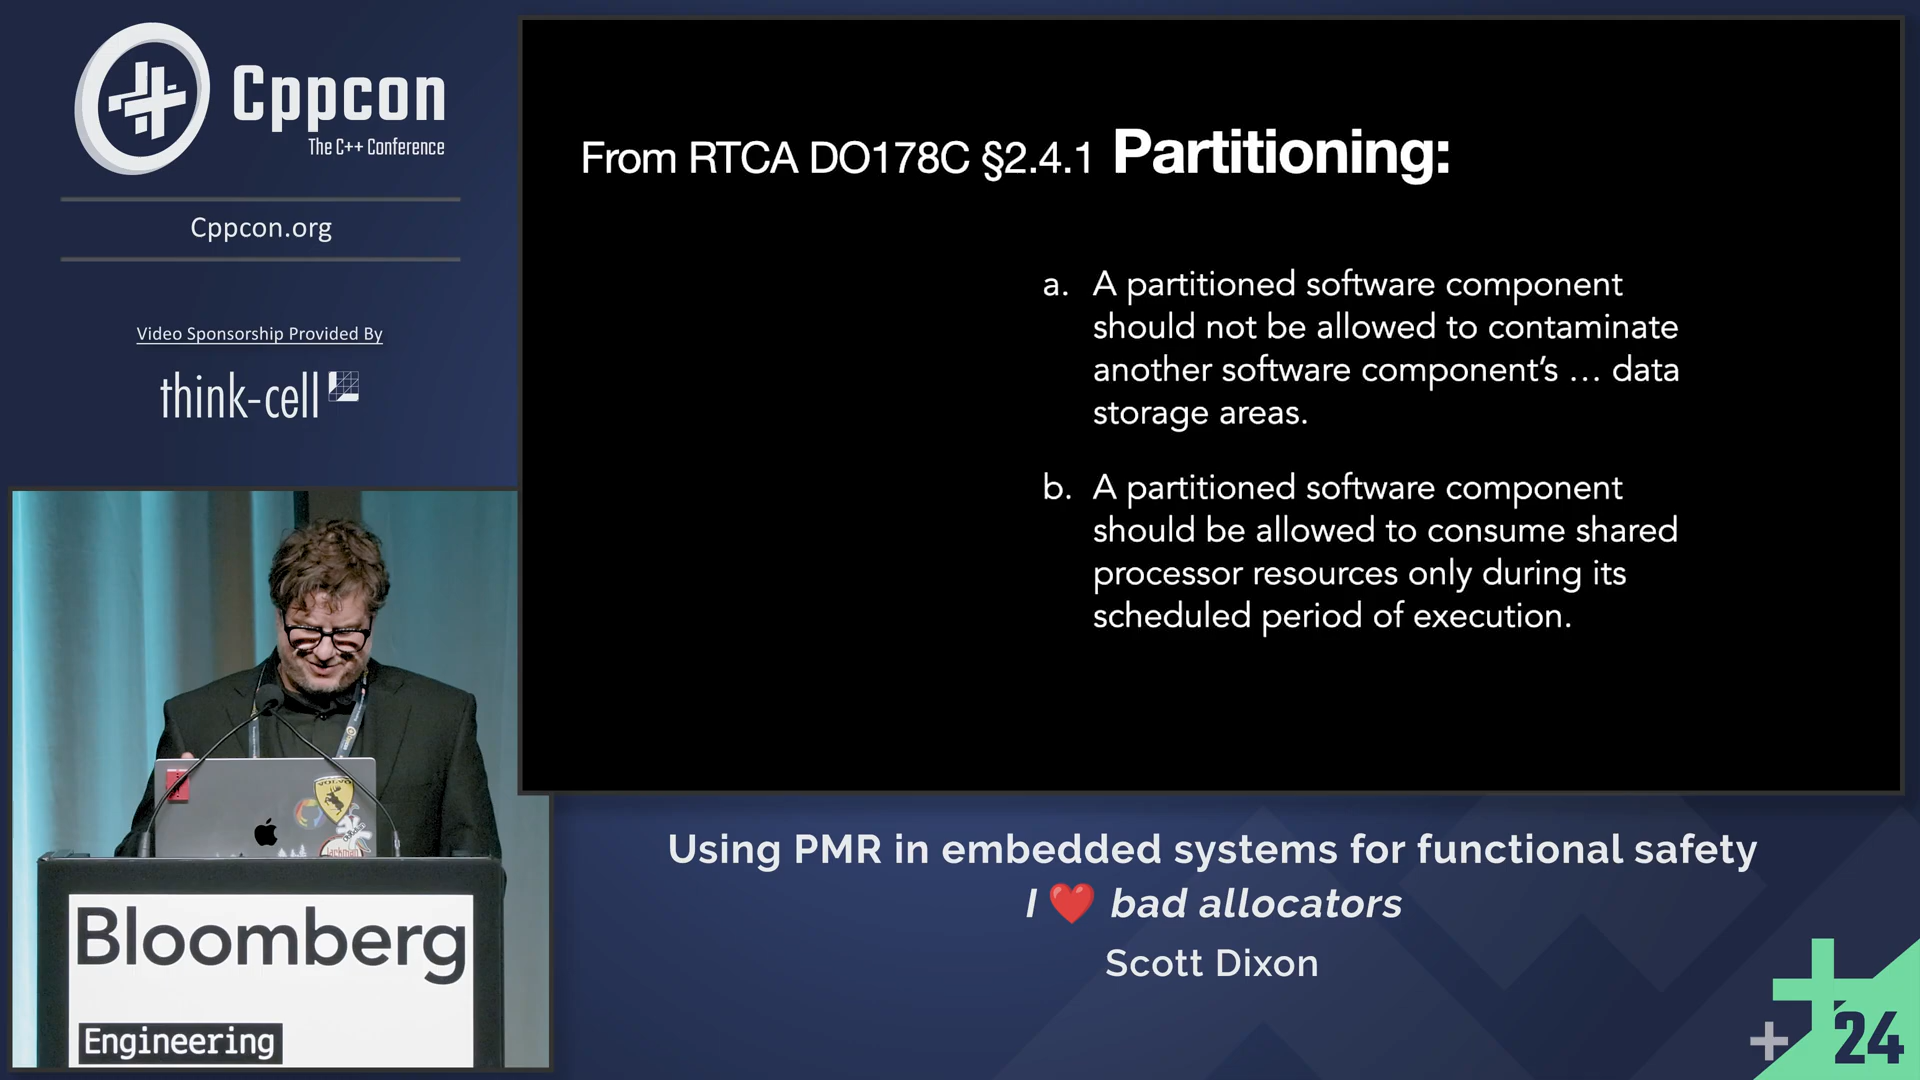 Cppcon
The C++ Conference
Cppcon.org
Video Sponsorship Provided By
think-cell
From RTCA DO178C §2.4.1 Partitioning:
a. A partitioned software component
should not be allowed to contaminate
another software component's … data
storage areas.
b. A partitioned software component
should be allowed to consume shared
processor resources only during its
scheduled period of execution.
VOLVO
Bloomberg
Engineering
Using PMR in embedded systems for functional safety
I ❤️ bad allocators
Scott Dixon
24